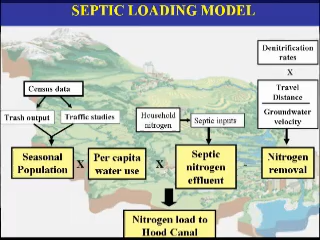 SEPTIC LOADING MODEL
Denitrification
rates
X
Travel
Distance
Groundwater
velocity
Census data
Trash output
Traffic studies
Household
nitrogen
Septic inputs
Seasonal
Population
X
Per capita
water use
X
Septic
nitrogen
effluent
-
Nitrogen
removal
Nitrogen load to
Hood Canal